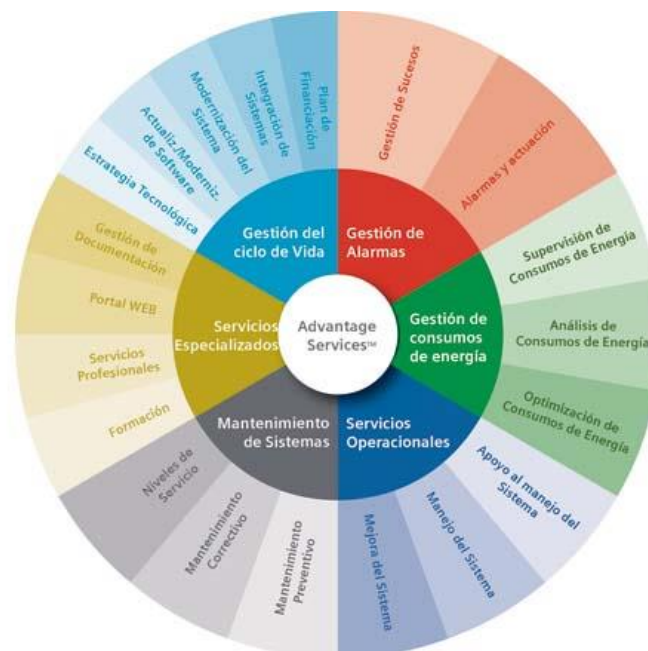 Advantage
Services™
Gestión de
Alarmas
Gestión de Sucesos
Alarmas y actuación
Gestión de
consumos
de energía
Supervisión de
Consumos de Energía
Análisis de
Consumos de Energía
Optimización de
Consumos de Energía
Servicios
Operacionales
Apoyo al manejo del
Sistema
Manejo del Sistema
Mejora del Sistema
Mantenimiento
de Sistemas
Mantenimiento
Preventivo
Mantenimiento
Correctivo
Niveles de
Servicio
Servicios
Especializados
Formación
Servicios
Profesionales
Portal WEB
Gestión de
Documentación
Gestión del
ciclo de Vida
Estrategia Tecnológica
Actualiz./Moderniz.
de Software
Modernización del
Sistema
Integración de
Sistemas
Plan de
Financiación